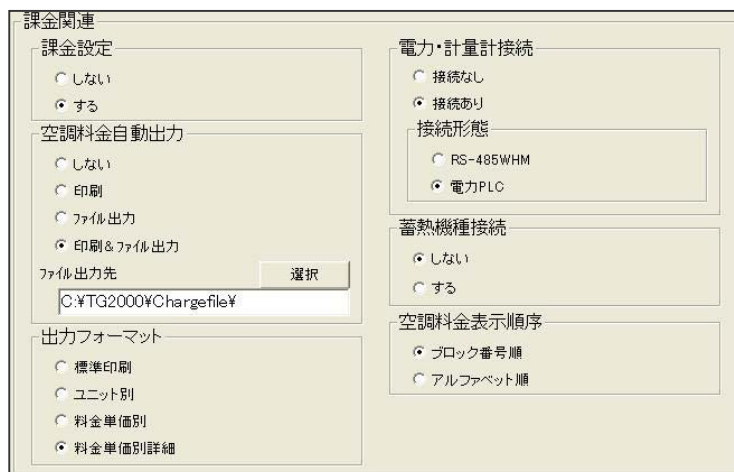 課金関連
課金設定
しない
する
空調料金自動出力
しない
印刷
ファイル出力
印刷&ファイル出力
ファイル出力先
選択
C:¥TG2000¥Chargefile¥
出力フォーマット
標準印刷
ユニット別
料金単価別
料金単価別詳細
電力・計量計接続
接続なし
接続あり
接続形態
RS-485WHM
電力PLC
蓄熱機種接続
しない
する
空調料金表示順序
ブロック番号順
アルファベット順